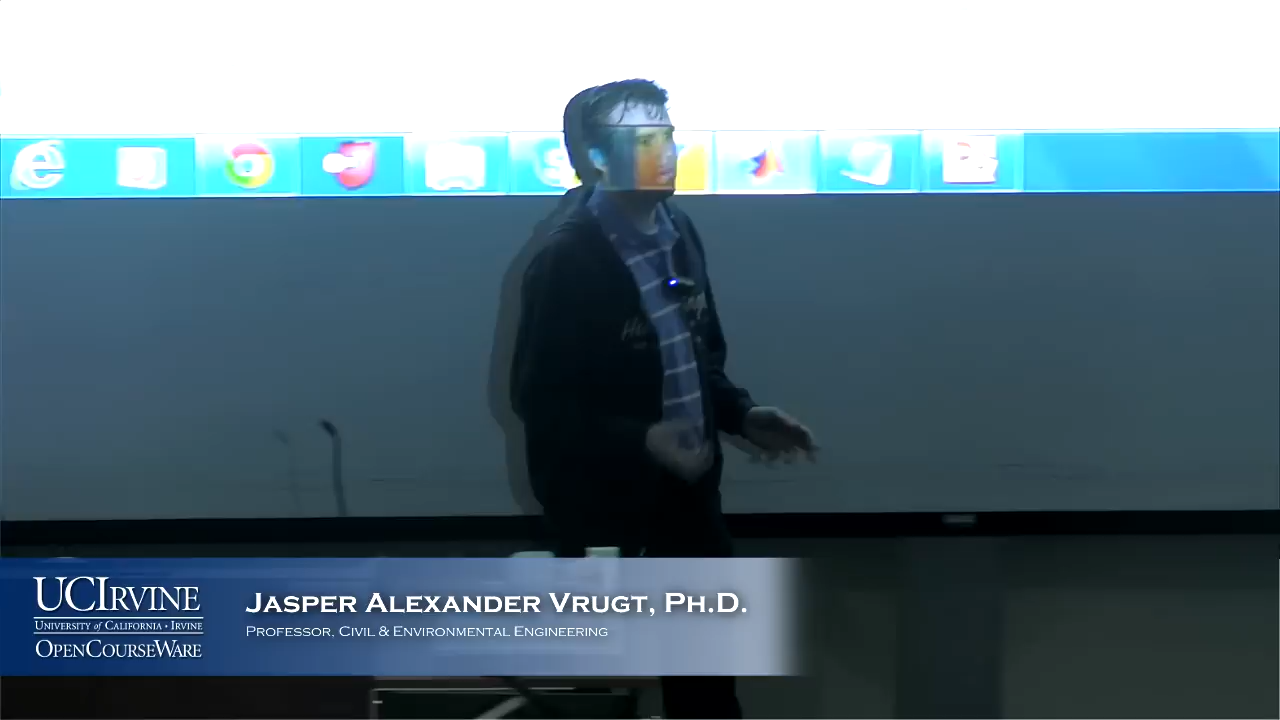 UCIRVINE
UNIVERSITY of CALIFORNIA • IRVINE
OPENCOURSEWARE
JASPER ALEXANDER VRUGT, PH.D.
PROFESSOR, CIVIL & ENVIRONMENTAL ENGINEERING